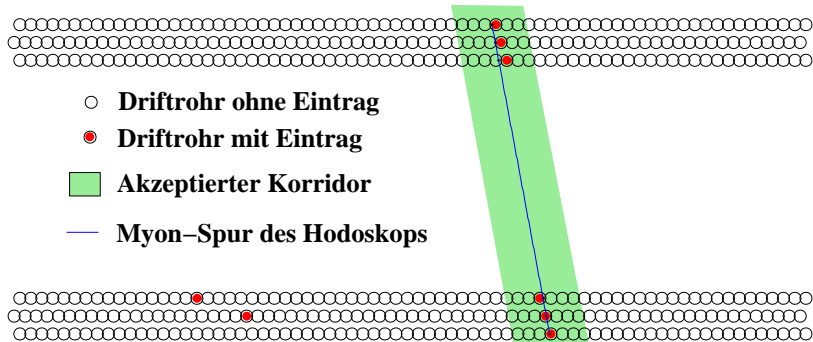 Driftrohr ohne Eintrag
Driftrohr mit Eintrag
Akzeptierter Korridor
Myon−Spur des Hodoskops